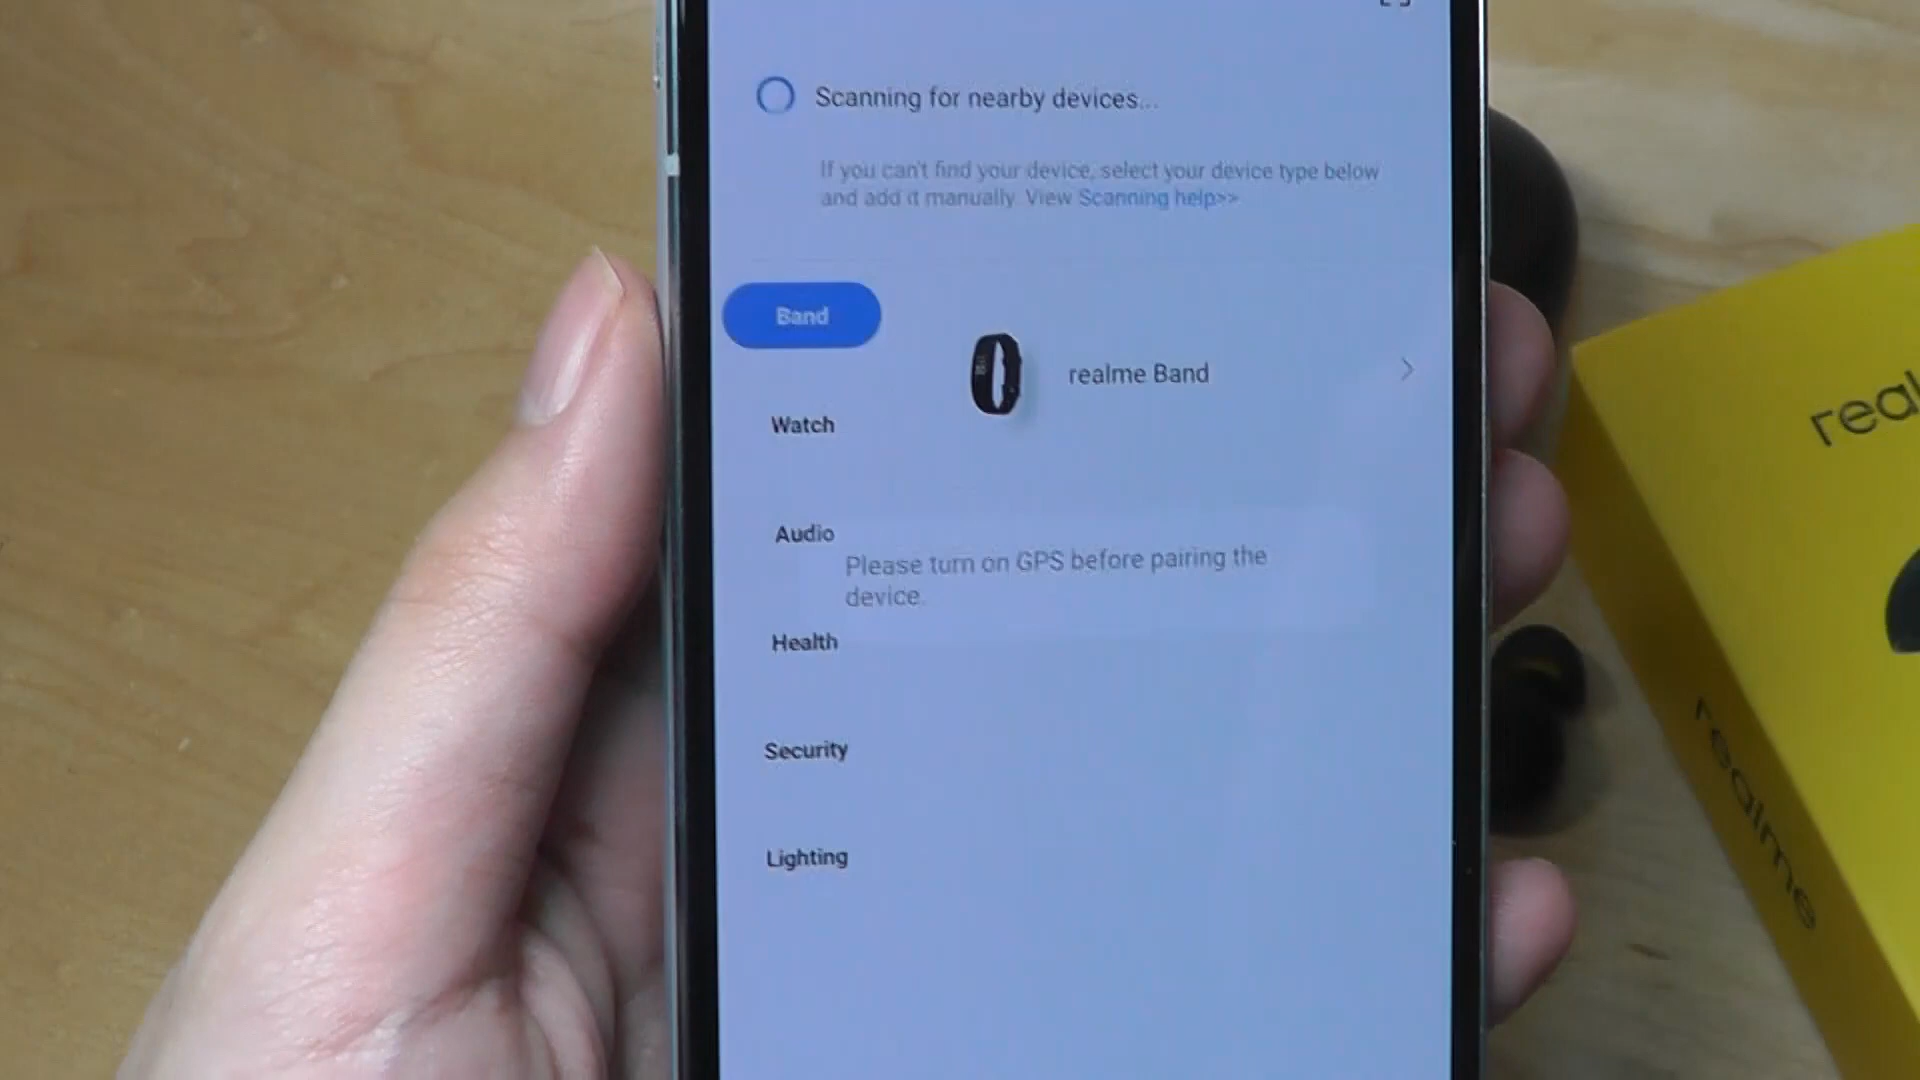 Scanning for nearby devices...
If you can't find your device, select your device type below
and add it manually. View Scanning help>>
Band
realme Band
Watch
Audio
Please turn on GPS before pairing the
device.
Health
Security
Lighting
real
realme